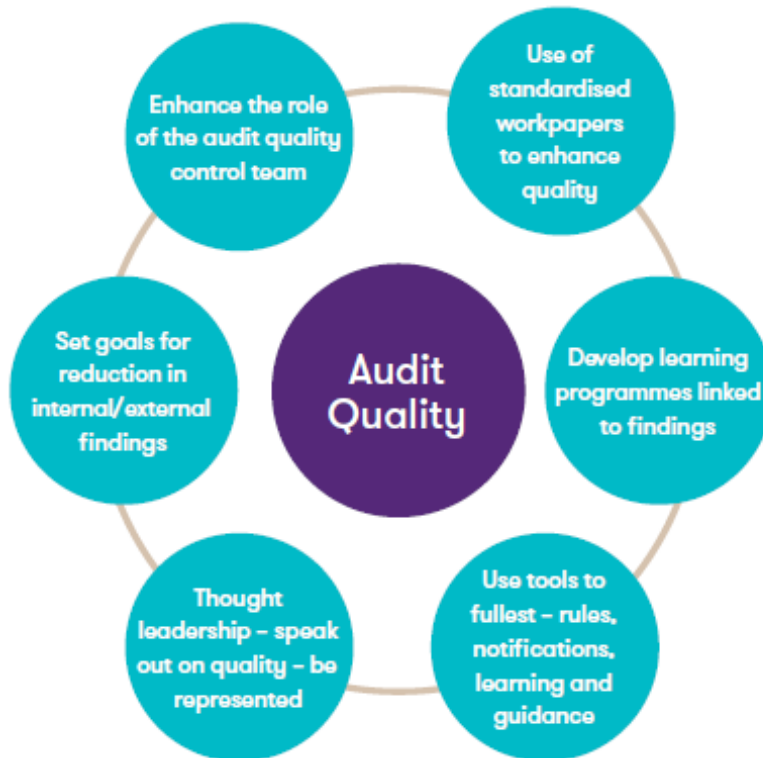 Enhance the role
of the audit quality
control team
Use of
standardised
workpapers
to enhance
quality
Set goals for
reduction in
internal/external
findings
Audit
Quality
Develop learning
programmes linked
to findings
Thought
leadership – speak
out on quality – be
represented
Use tools to
fullest – rules,
notifications,
learning and
guidance